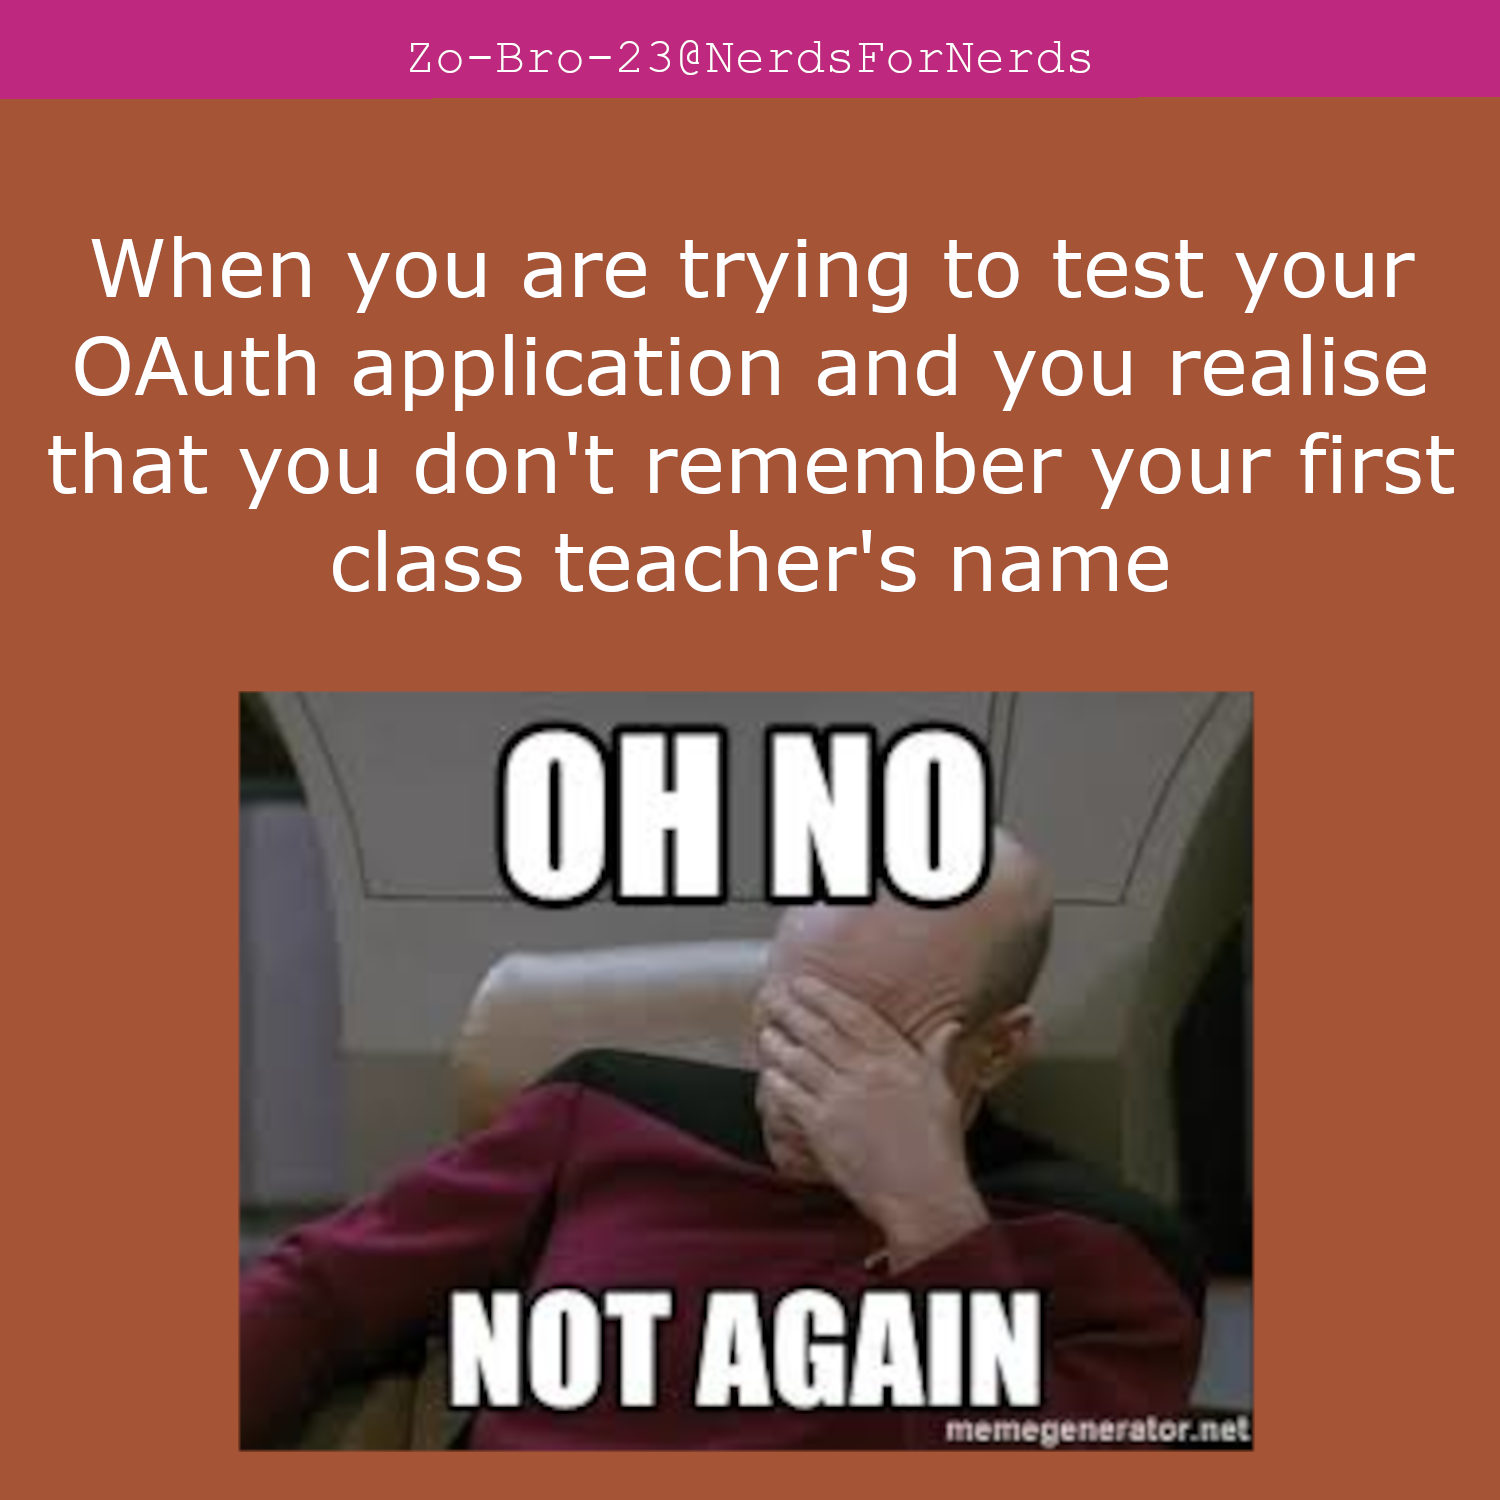 Zo-Bro-23@NerdsForNerds
When you are trying to test your
OAuth application and you realise
that you don't remember your first
class teacher's name
OH NO
NOT AGAIN
memegenerator.net